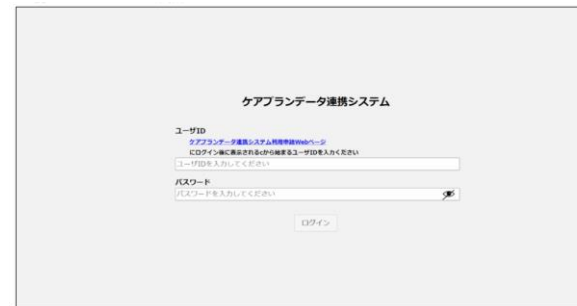 ケアプランデータ連携システム
ユーザID
ケアプランデータ連携システム利用申請Webページ
にログイン後に表示されるcから始まるユーザIDを入力ください
ユーザIDを入力してください
パスワード
パスワードを入力してください
ログイン